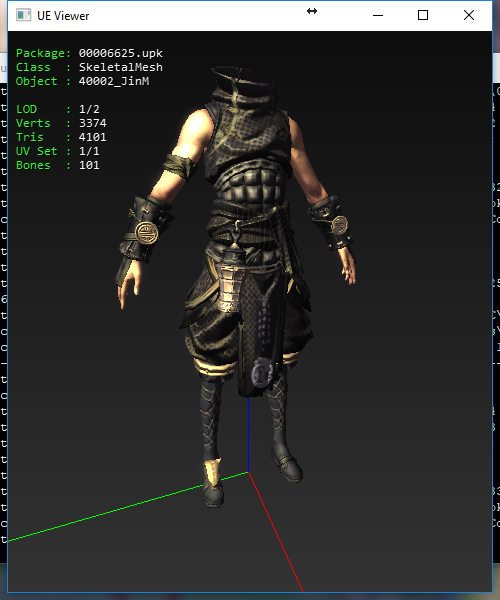 UE Viewer
Package: 00006625.upk
Class : SkeletalMesh
Object : 40002_JinM
LOD : 1/2
Verts : 3374
Tris : 4101
UV Set : 1/1
Bones : 101